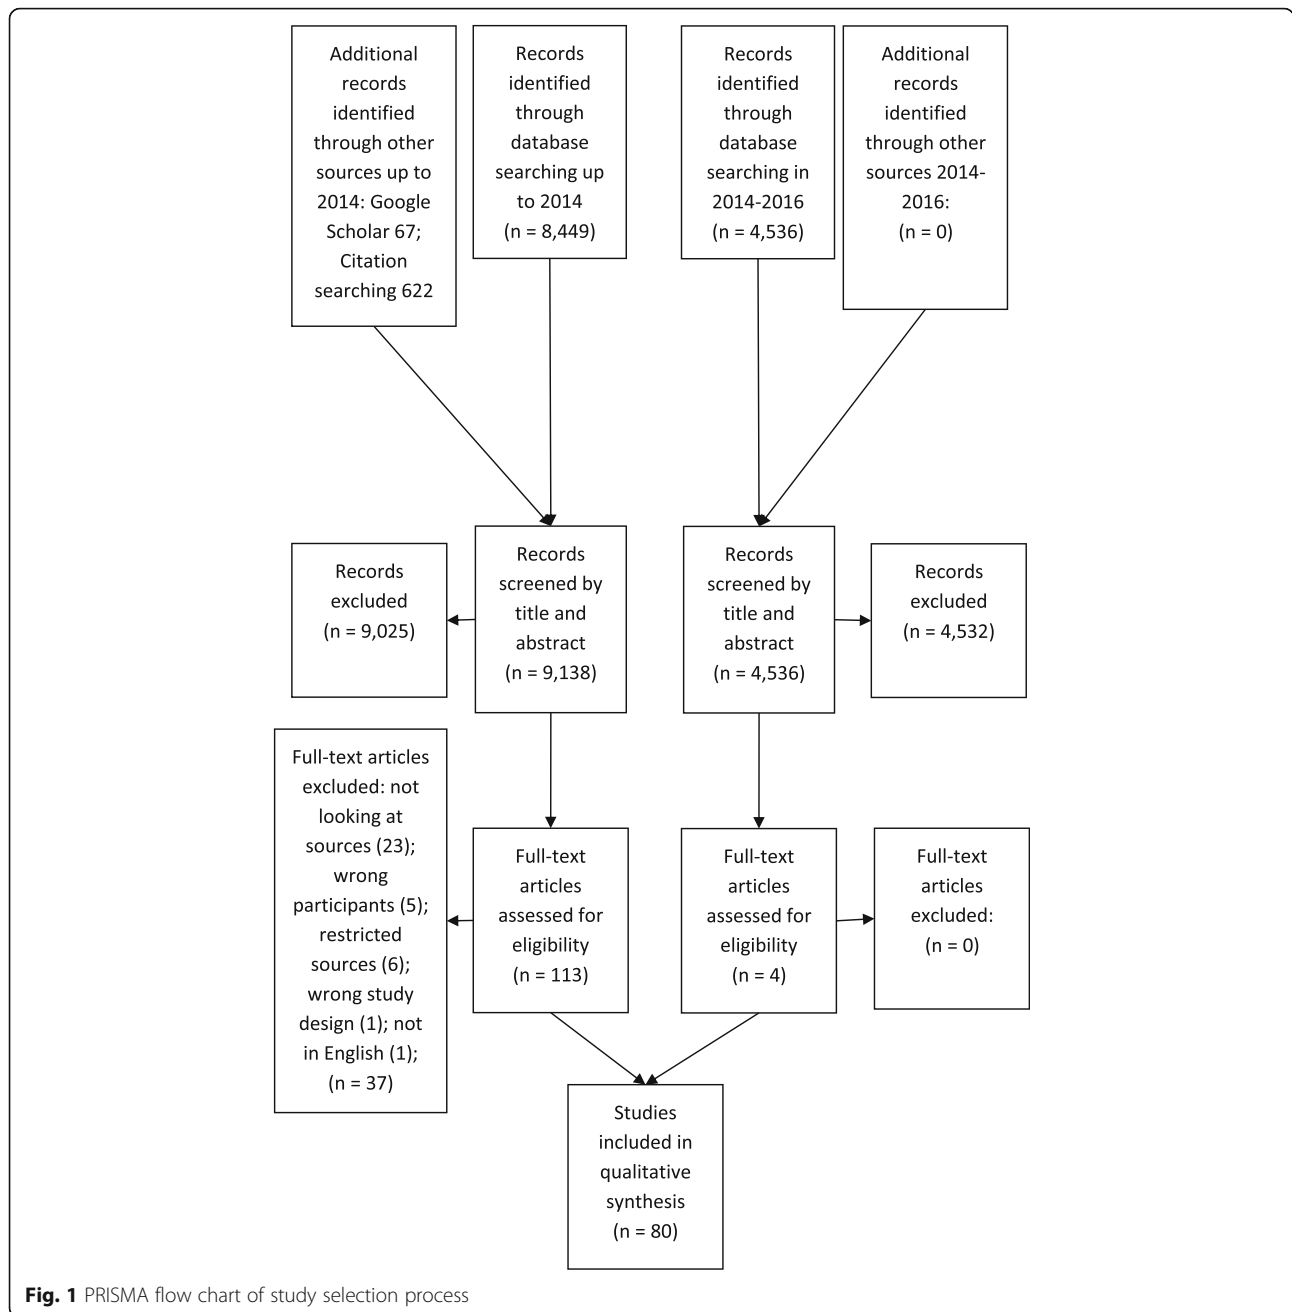 Additional
records
identified
through other
sources up to
2014: Google
Scholar 67;
Citation
searching 622
Records
identified
through
database
searching up
to 2014
(n = 8,449)
Records
identified
through
database
searching in
2014-2016
(n = 4,536)
Additional
records
identified
through other
sources 2014-
2016:
(n = 0)
Records
excluded
(n = 9,025)
Records
screened by
title and
abstract
(n = 9,138)
Records
screened by
title and
abstract
(n = 4,536)
Records
excluded
(n = 4,532)
Full-text articles
excluded: not
looking at
sources (23);
wrong
participants (5);
restricted
sources (6);
wrong study
design (1); not
in English (1);
(n = 37)
Full-text
articles
assessed for
eligibility
(n = 113)
Full-text
articles
assessed for
eligibility
(n = 4)
Full-text
articles
excluded:
(n = 0)
Studies
included in
qualitative
synthesis
(n = 80)
Fig. 1 PRISMA flow chart of study selection process